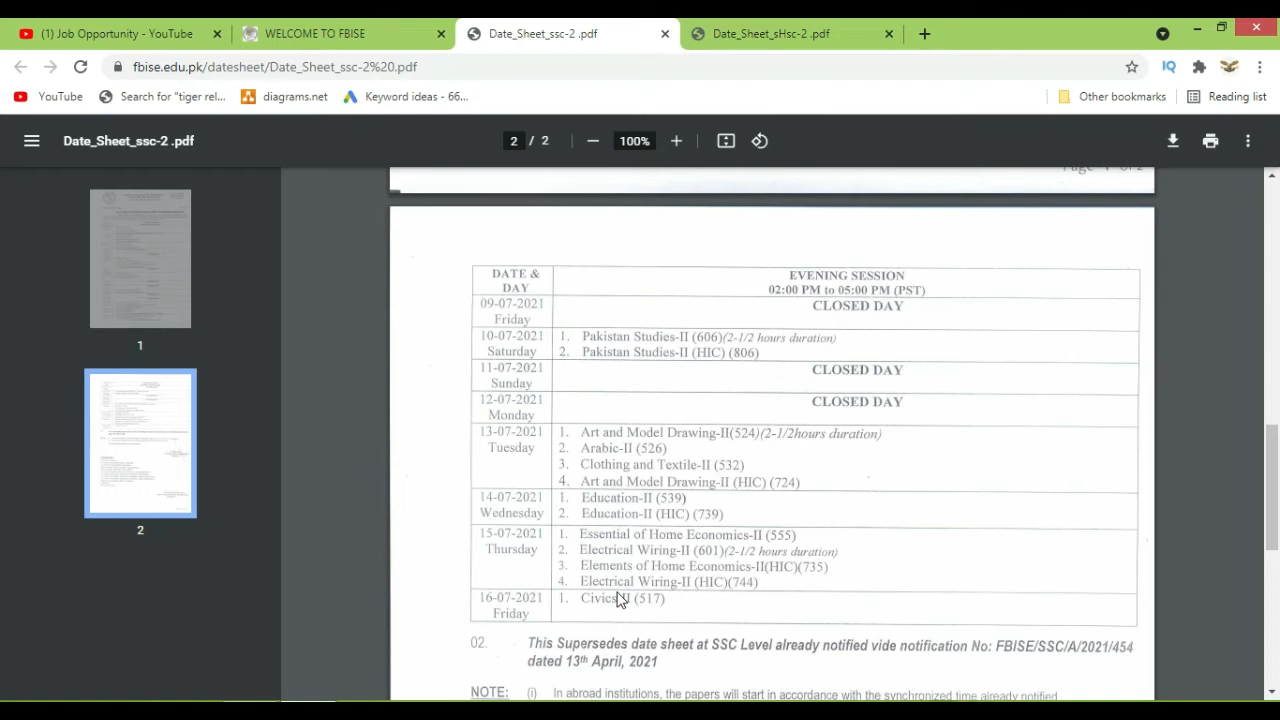 (1) Job Opportunity - YouTube
WELCOME TO FBISE
Date_Sheet_ssc-2 .pdf
Date_Sheet_sHsc-2 .pdf
fbise.edu.pk/datesheet/Date_Sheet_ssc-2%20.pdf
IQ
YouTube
Search for "tiger rel...
diagrams.net
Keyword ideas - 66...
Other bookmarks
Reading list
Date_Sheet_ssc-2 .pdf
2 / 2
100%
1
2
Page 1 of 2
DATE & DAY
EVENING SESSION
02:00 PM to 05:00 PM (PST)
09-07-2021 Friday
CLOSED DAY
10-07-2021 Saturday
1. Pakistan Studies-II (606)(2-1/2 hours duration)
2. Pakistan Studies-II (HIC) (806)
11-07-2021 Sunday
CLOSED DAY
12-07-2021 Monday
CLOSED DAY
13-07-2021 Tuesday
1. Art and Model Drawing-II(524)(2-1/2hours duration)
2. Arabic-II (526)
3. Clothing and Textile-II (532)
4. Art and Model Drawing-II (HIC) (724)
14-07-2021 Wednesday
1. Education-II (539)
2. Education-II (HIC) (739)
15-07-2021 Thursday
1. Essential of Home Economics-II (555)
2. Electrical Wiring-II (601)(2-1/2 hours duration)
3. Elements of Home Economics-II(HIC)(735)
4. Electrical Wiring-II (HIC)(744)
16-07-2021 Friday
1. Civics-II (517)
02. This Supersedes date sheet at SSC Level already notified vide notification No: FBISE/SSC/A/2021/454
dated 13th April, 2021
NOTE: (i) In abroad institutions, the papers will start in accordance with the synchronized time already notified